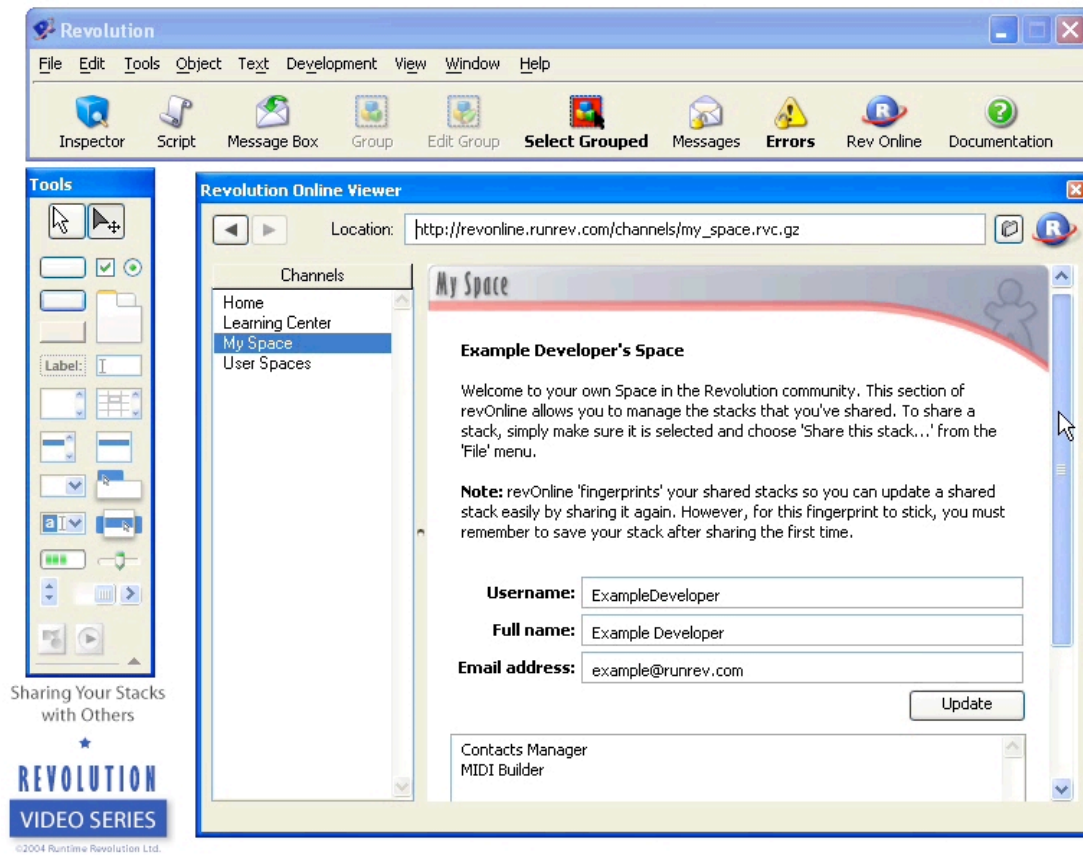 Revolution
File Edit Tools Object Text Development View Window Help
Inspector Script Message Box Group Edit Group Select Grouped Messages Errors Rev Online Documentation
Tools
Label:
a
Revolution Online Viewer
Location: http://revonline.runrev.com/channels/my_space.rvc.gz
R
Channels
Home
Learning Center
My Space
User Spaces
My Space
Example Developer's Space
Welcome to your own Space in the Revolution community. This section of
revOnline allows you to manage the stacks that you've shared. To share a
stack, simply make sure it is selected and choose 'Share this stack...' from the
'File' menu.
Note: revOnline 'fingerprints' your shared stacks so you can update a shared
stack easily by sharing it again. However, for this fingerprint to stick, you must
remember to save your stack after sharing the first time.
Username: ExampleDeveloper
Full name: Example Developer
Email address: example@runrev.com
Update
Contacts Manager
MIDI Builder
Sharing Your Stacks
with Others
REVOLUTION
VIDEO SERIES
©2004 Runtime Revolution Ltd.